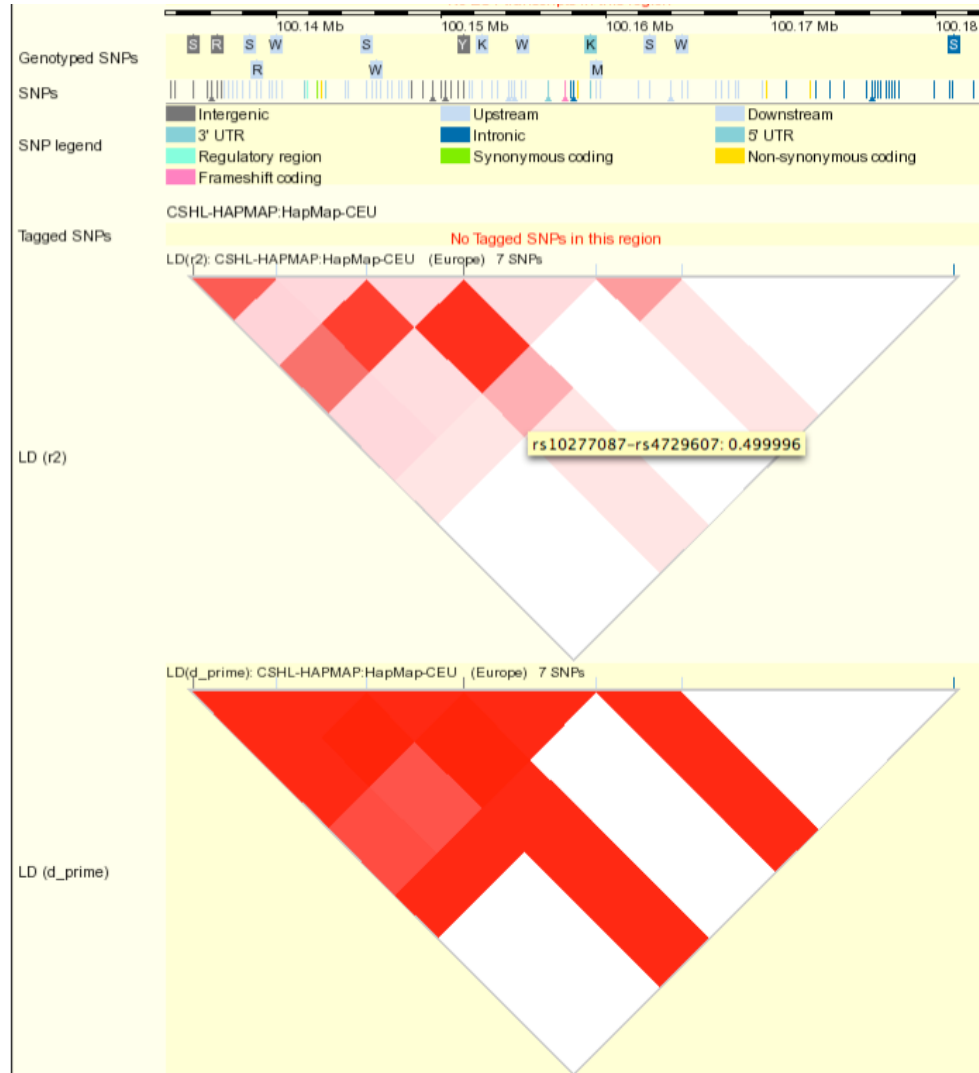 100.14 Mb 100.15 Mb 100.16 Mb 100.17 Mb 100.18
Genotyped SNPs
S R S W S Y K W K S W S
R W M
SNPs
SNP legend
Intergenic Upstream Downstream
3' UTR Intronic 5' UTR
Regulatory region Synonymous coding Non-synonymous coding
Frameshift coding
CSHL-HAPMAP:HapMap-CEU
Tagged SNPs
No Tagged SNPs in this region
LD(r2): CSHL-HAPMAP:HapMap-CEU (Europe) 7 SNPs
LD (r2)
rs10277087-rs4729607: 0.499996
LD(d_prime): CSHL-HAPMAP:HapMap-CEU (Europe) 7 SNPs
LD (d_prime)